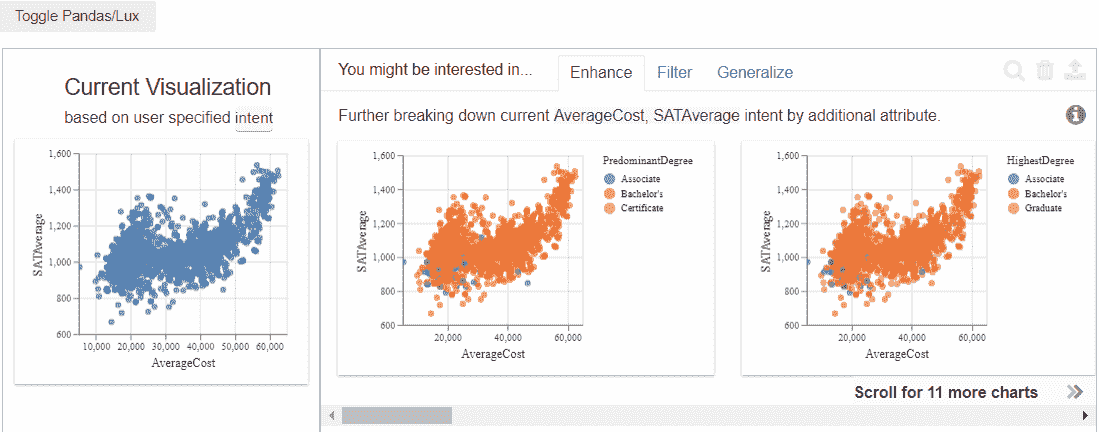 Toggle Pandas/Lux
Current Visualization
based on user specified intent
1,600
1,400
1,200
1,000
800
600
SATAverage
10,000 20,000 30,000 40,000 50,000 60,000
AverageCost
You might be interested in...
Enhance
Filter
Generalize
Further breaking down current AverageCost, SATAverage intent by additional attribute.
1,600
1,400
1,200
1,000
800
600
SATAverage
20,000 40,000 60,000
AverageCost
PredominantDegree
Associate
Bachelor's
Certificate
1,600
1,400
1,200
1,000
800
600
SATAverage
20,000 40,000 60,000
AverageCost
HighestDegree
Associate
Bachelor's
Graduate
Scroll for 11 more charts